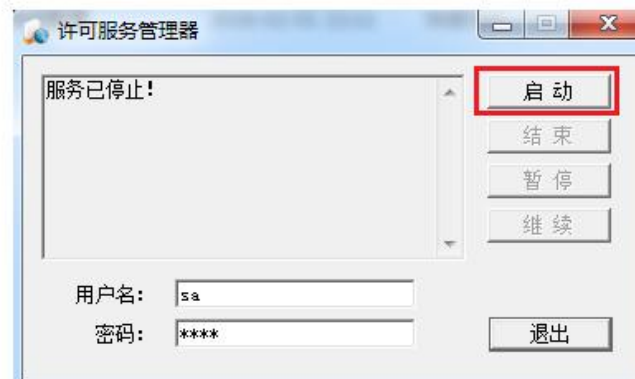 许可服务管理器
服务已停止!
启动
结束
暂停
继续
用户名: sa
密码: ****
退出